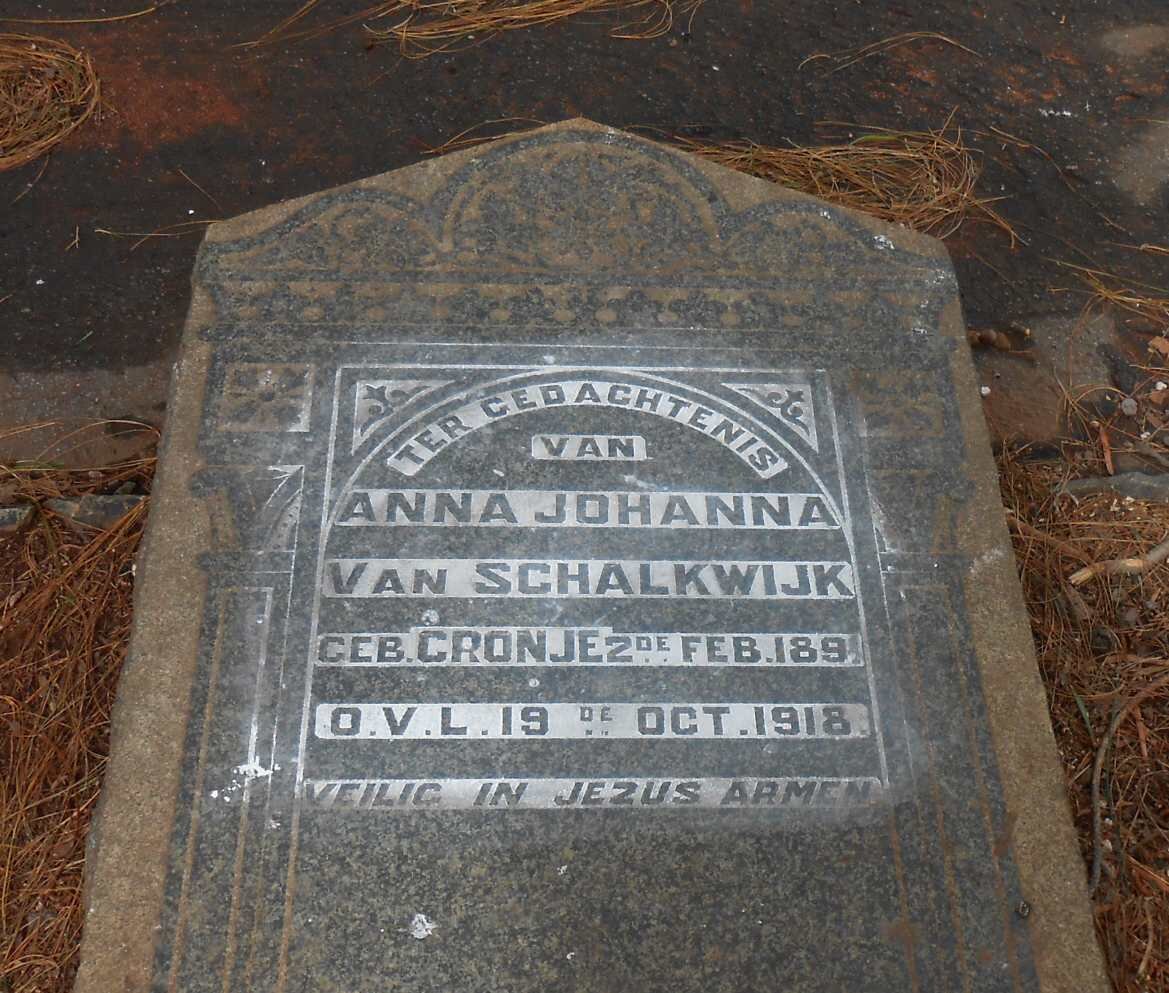 TER GEDACHTENIS
VAN
ANNA JOHANNA
VAN SCHALKWIJK
GEB. CRONJE 2DE FEB. 189
O.V.L. 19 DE OCT. 1918
VEILIG IN JEZUS ARMEN